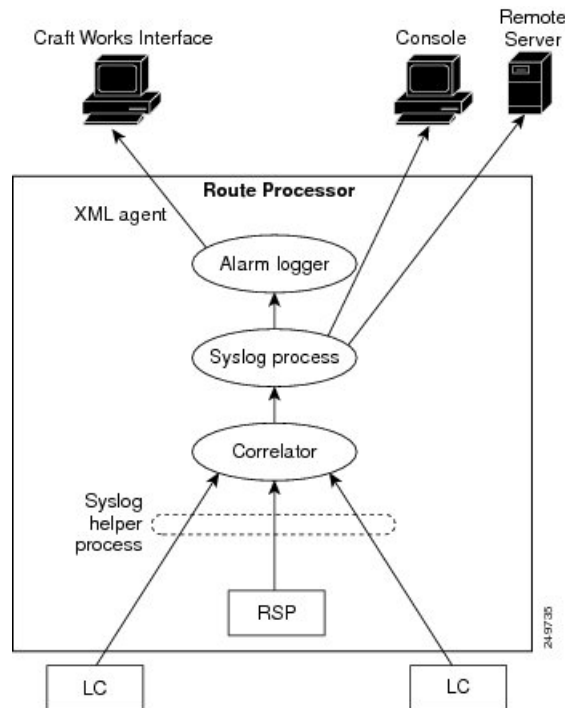 Craft Works Interface
Console
Remote
Server
Route Processor
XML agent
Alarm logger
Syslog process
Correlator
Syslog
helper
process
RSP
LC
LC
249735